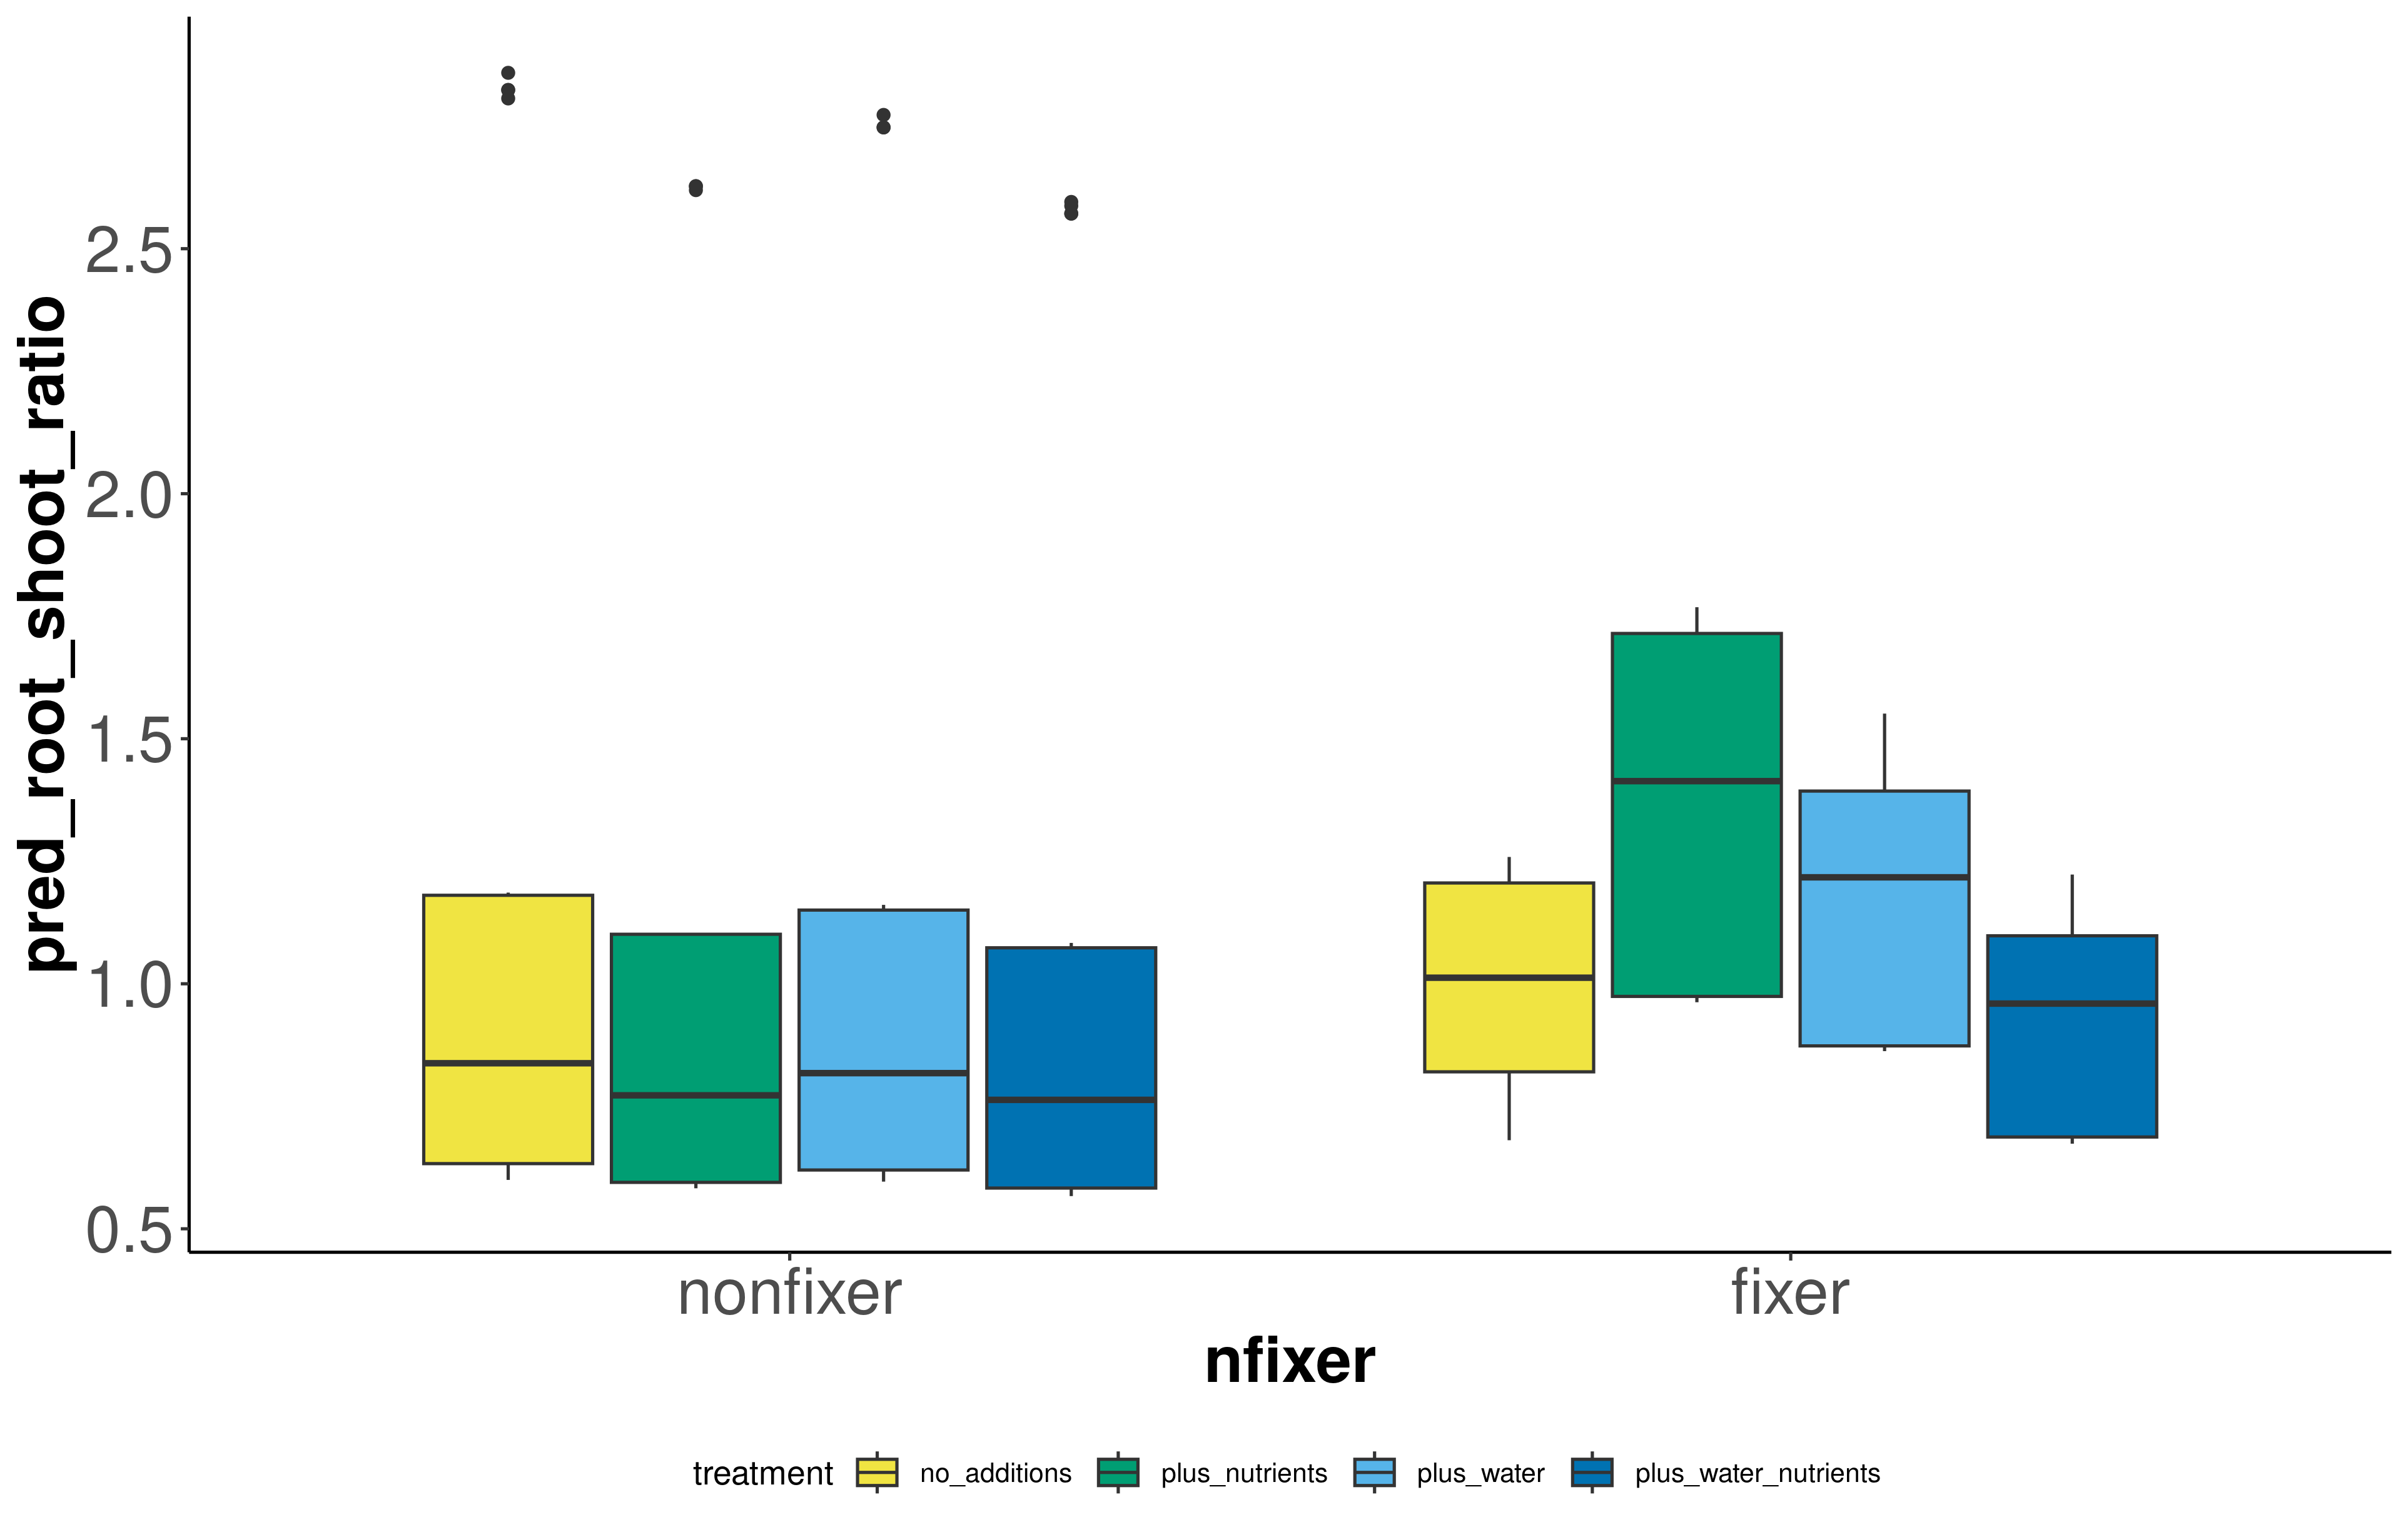 pred_root_shoot_ratio
2.5
2.0
1.5
1.0
0.5
nonfixer fixer
nfixer
treatment no_additions plus_nutrients plus_water plus_water_nutrients